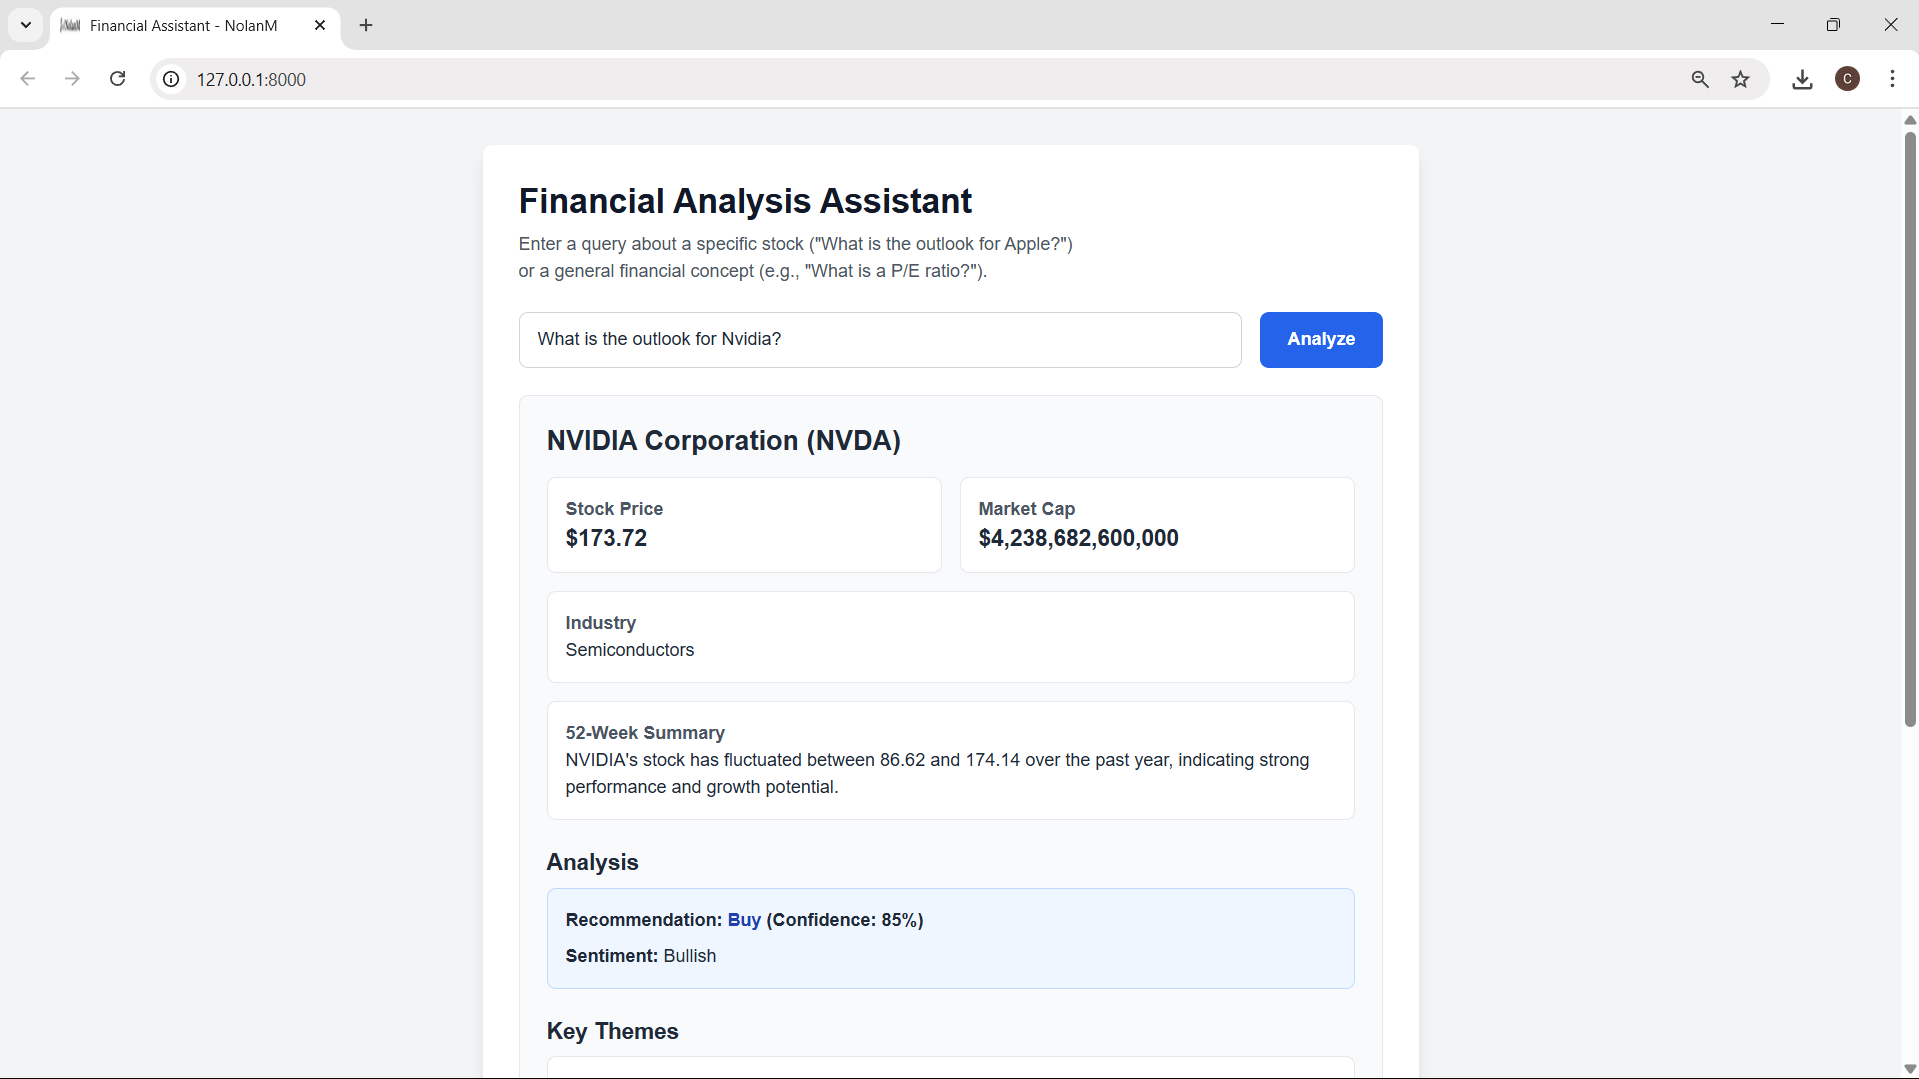 Financial Assistant - NolanM
127.0.0.1:8000
C
Financial Analysis Assistant
Enter a query about a specific stock ("What is the outlook for Apple?")
or a general financial concept (e.g., "What is a P/E ratio?").
What is the outlook for Nvidia?
Analyze
NVIDIA Corporation (NVDA)
Stock Price
$173.72
Market Cap
$4,238,682,600,000
Industry
Semiconductors
52-Week Summary
NVIDIA's stock has fluctuated between 86.62 and 174.14 over the past year, indicating strong
performance and growth potential.
Analysis
Recommendation: Buy (Confidence: 85%)
Sentiment: Bullish
Key Themes